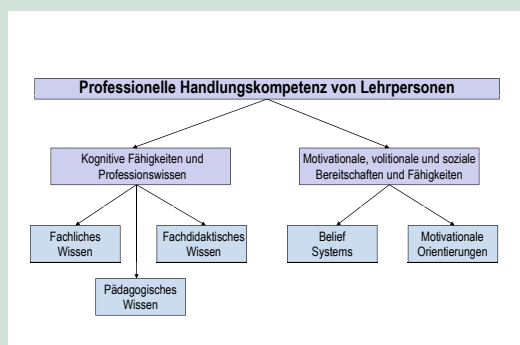 Professionelle Handlungskompetenz von Lehrpersonen
Kognitive Fähigkeiten und
Professionswissen
Motivationale, volitionale und soziale
Bereitschaften und Fähigkeiten
Fachliches
Wissen
Fachdidaktisches
Wissen
Belief
Systems
Motivationale
Orientierungen
Pädagogisches
Wissen